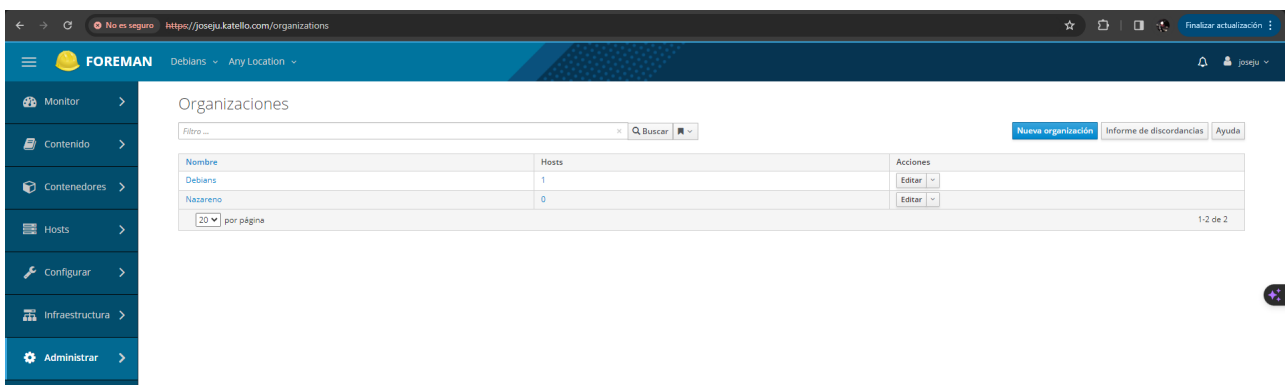 No es seguro https://joseju.katello.com/organizations Finalizar actualización
FOREMAN Debians Any Location joseju
Monitor
Contenido
Contenedores
Hosts
Configurar
Infraestructura
Administrar
Organizaciones
Filtro ... Buscar Nueva organización Informe de discordancias Ayuda
Nombre Hosts Acciones
Debians 1 Editar
Nazareno 0 Editar
20 por página 1-2 de 2